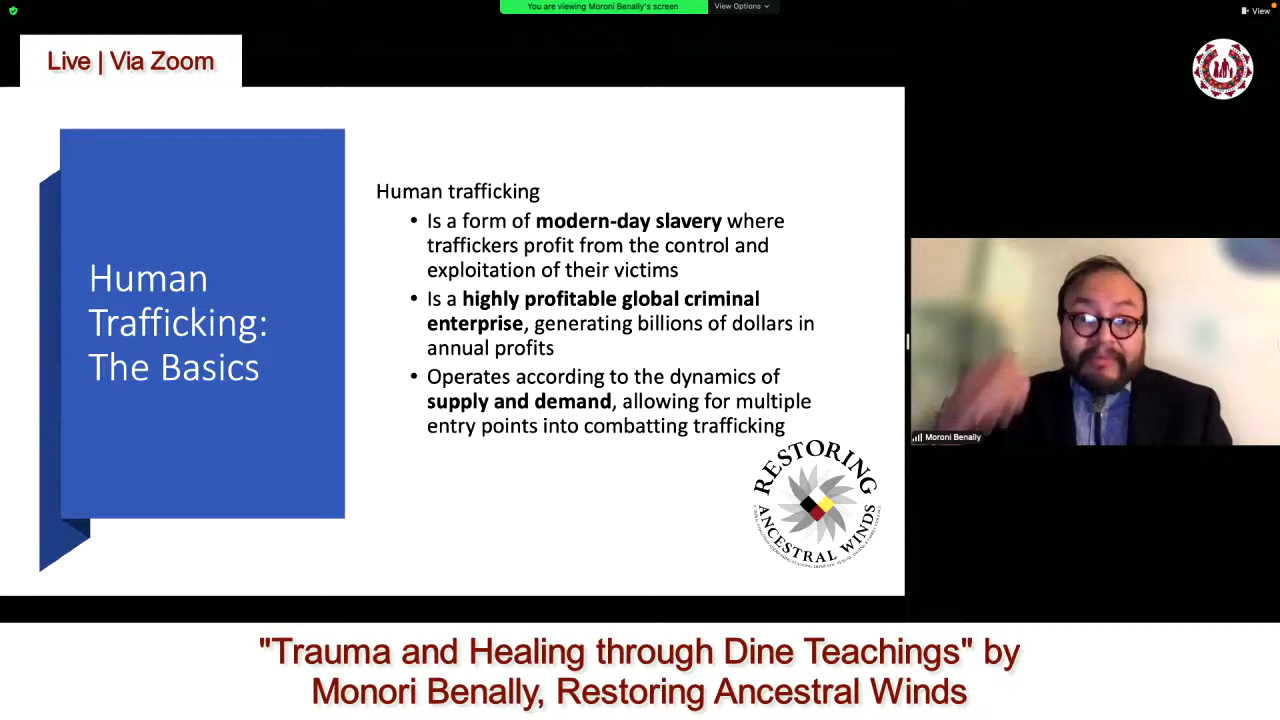 You are viewing Moroni Benally's screen
View Options
View
Live | Via Zoom
Human
Trafficking:
The Basics
Human trafficking
• Is a form of modern-day slavery where
traffickers profit from the control and
exploitation of their victims
• Is a highly profitable global criminal
enterprise, generating billions of dollars in
annual profits
• Operates according to the dynamics of
supply and demand, allowing for multiple
entry points into combatting trafficking
RESTORING
ANCESTRAL WINDS
Moroni Benally
"Trauma and Healing through Dine Teachings" by
Monori Benally, Restoring Ancestral Winds